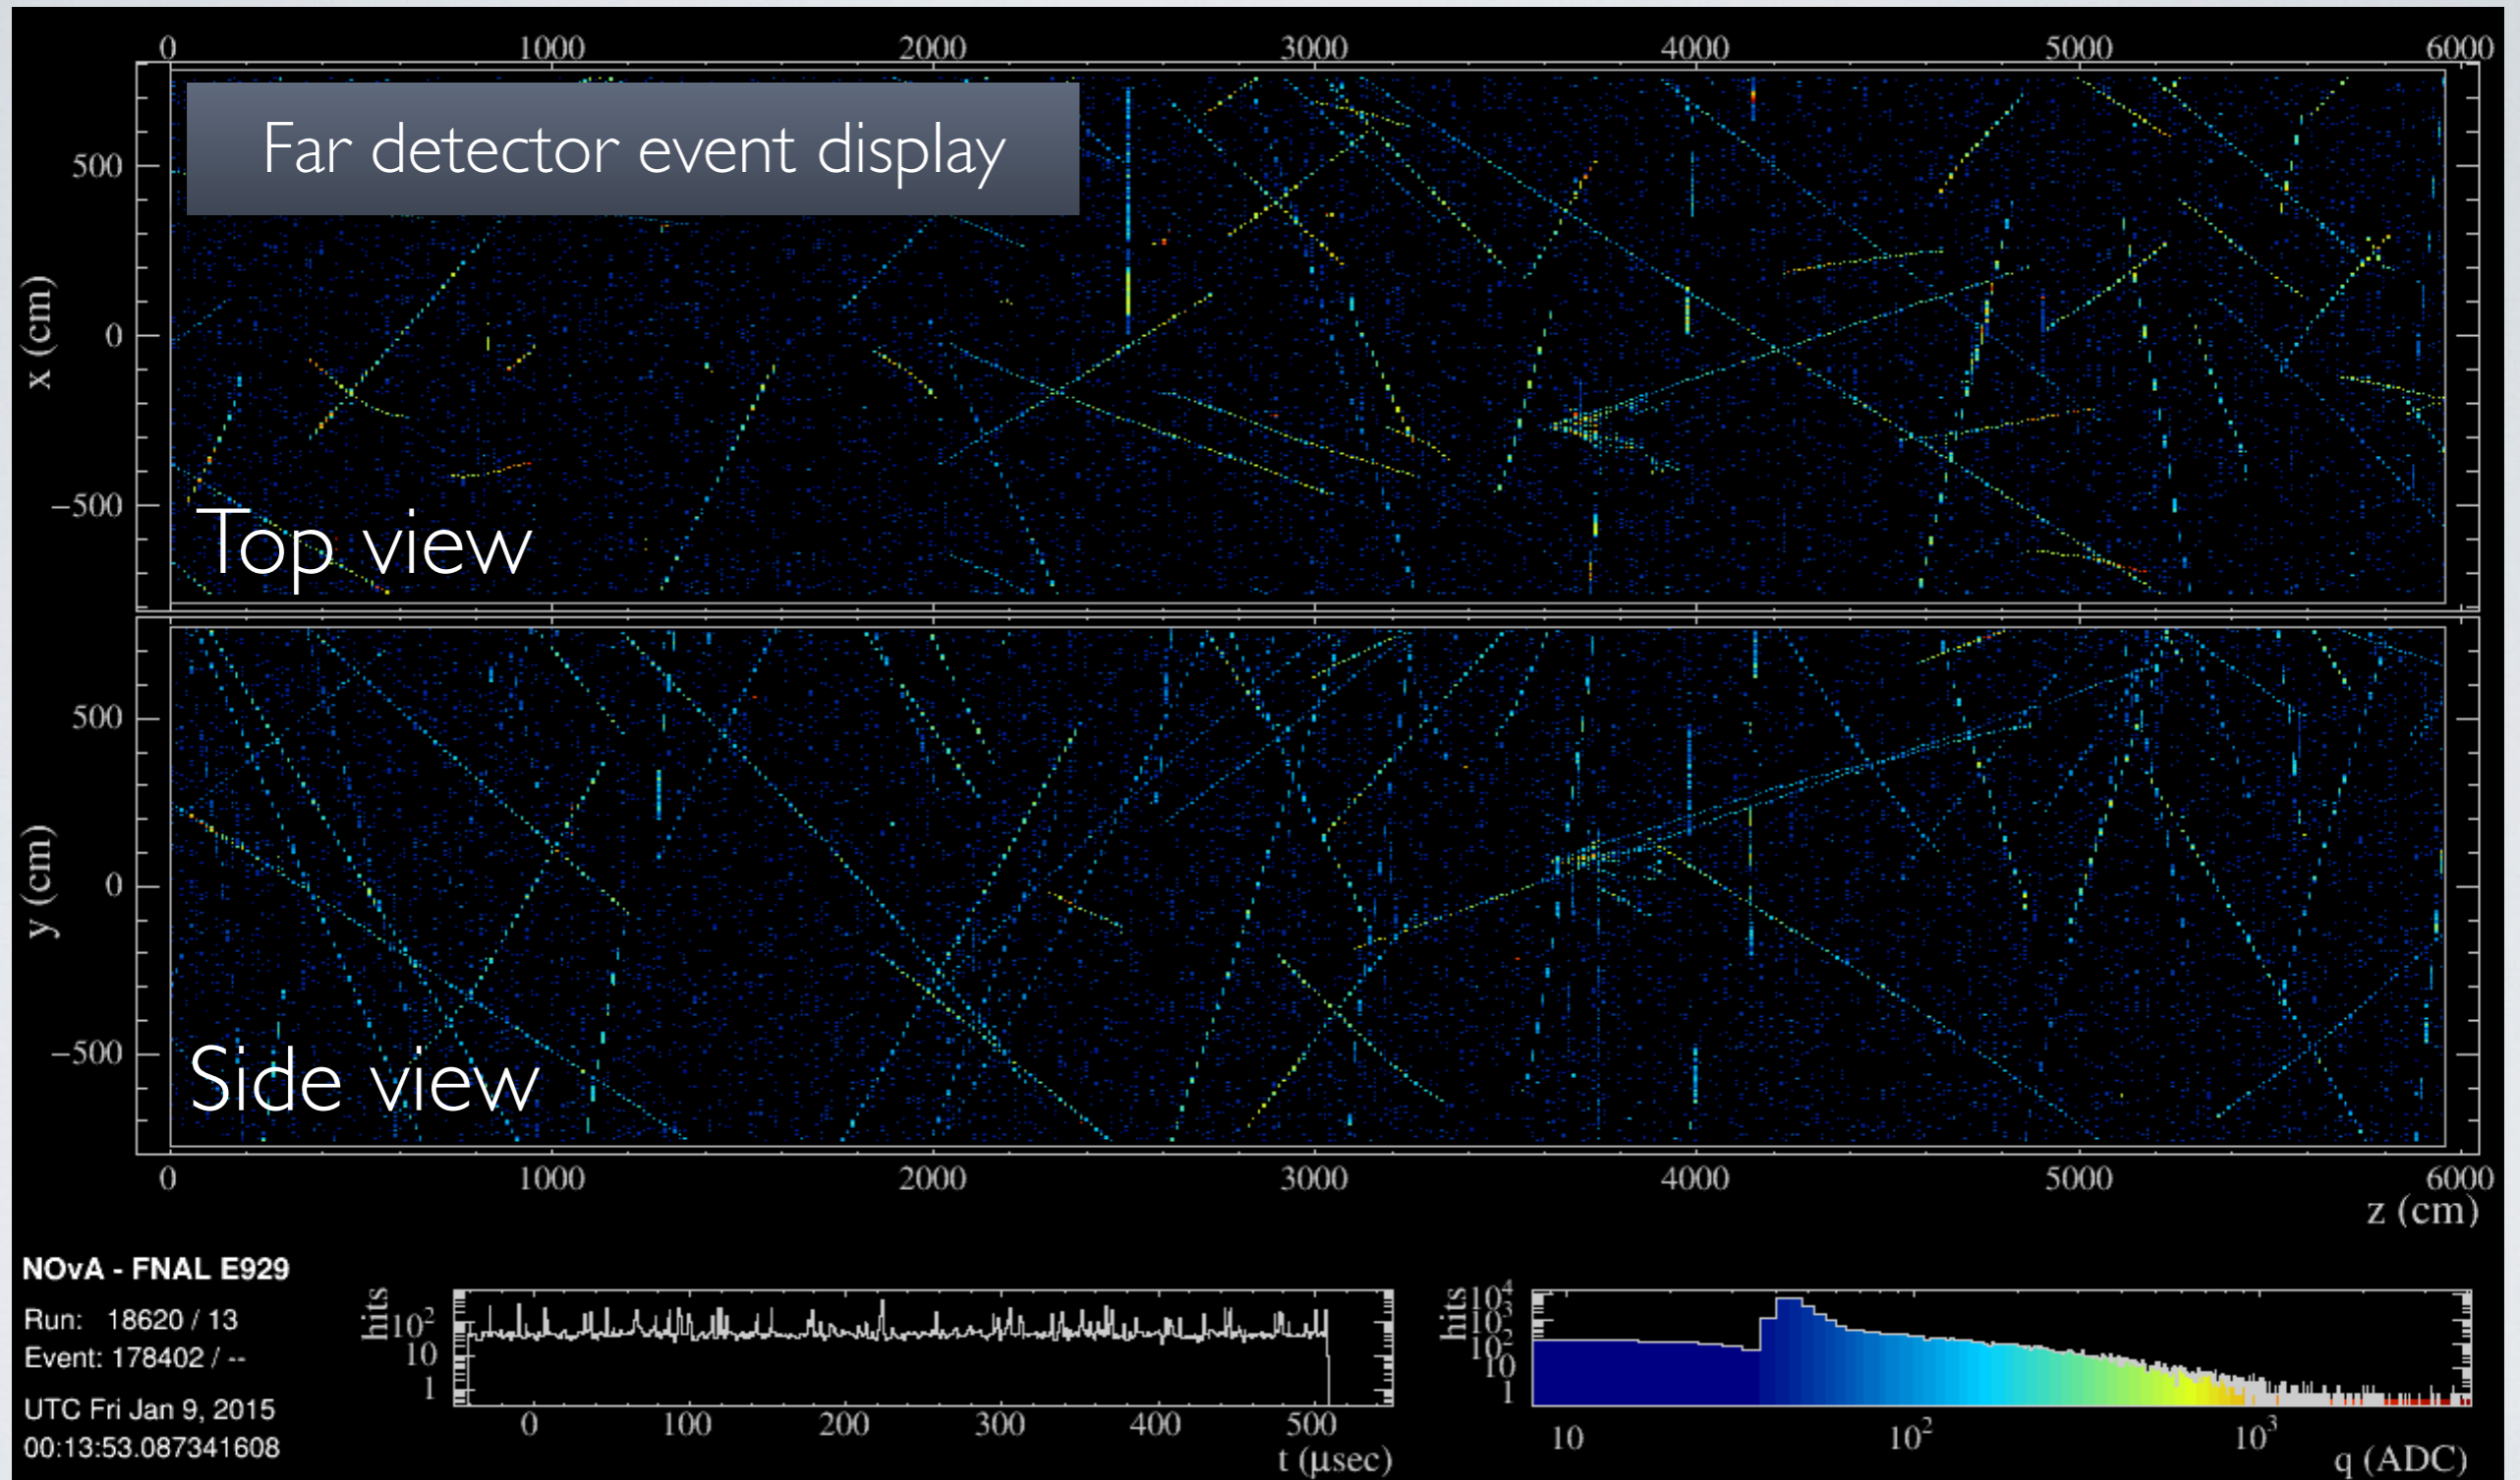 0 1000 2000 3000 4000 5000 6000
Far detector event display
500
0
−500
x (cm)
Top view
500
0
−500
y (cm)
Side view
0 1000 2000 3000 4000 5000 6000
z (cm)
NOνA - FNAL E929
Run: 18620 / 13
Event: 178402 / --
UTC Fri Jan 9, 2015
00:13:53.087341608
hits
10²
10
1
0 100 200 300 400 500
t (μsec)
hits
10⁴
10³
10²
10
1
10 10² 10³
q (ADC)